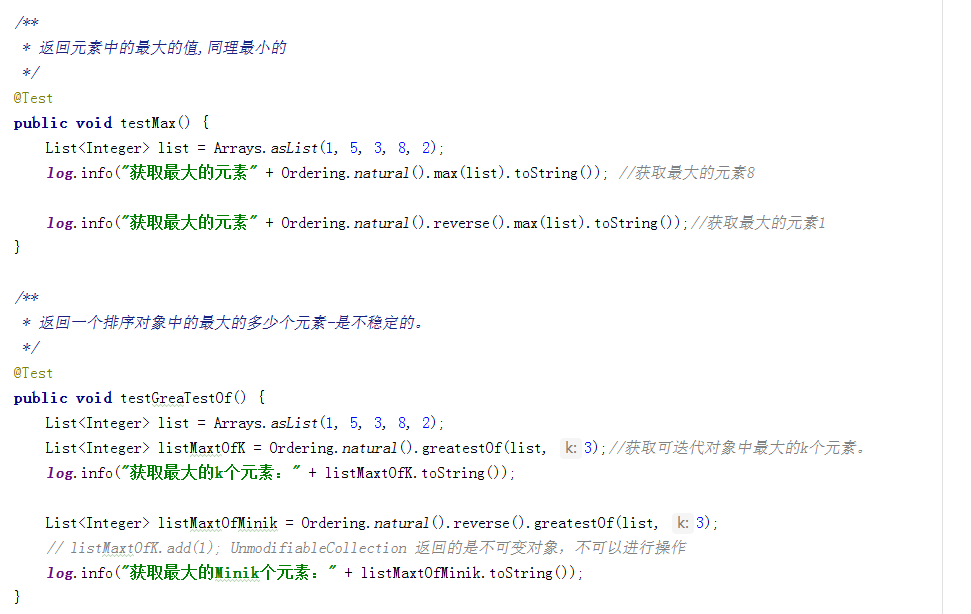 /**
 * 返回元素中的最大的值,同理最小的
 */
@Test
public void testMax() {
    List<Integer> list = Arrays.asList(1, 5, 3, 8, 2);
    log.info("获取最大的元素" + Ordering.natural().max(list).toString()); //获取最大的元素8
    log.info("获取最大的元素" + Ordering.natural().reverse().max(list).toString());//获取最大的元素1
}
/**
 * 返回一个排序对象中的最大的多少个元素-是不稳定的。
 */
@Test
public void testGreaTestOf() {
    List<Integer> list = Arrays.asList(1, 5, 3, 8, 2);
    List<Integer> listMaxtOfK = Ordering.natural().greatestOf(list, k: 3);//获取可迭代对象中最大的k个元素。
    log.info("获取最大的k个元素：" + listMaxtOfK.toString());
    List<Integer> listMaxtOfMinik = Ordering.natural().reverse().greatestOf(list, k: 3);
    // listMaxtOfK.add(1); UnmodifiableCollection 返回的是不可变对象，不可以进行操作
    log.info("获取最大的Minik个元素：" + listMaxtOfMinik.toString());
}